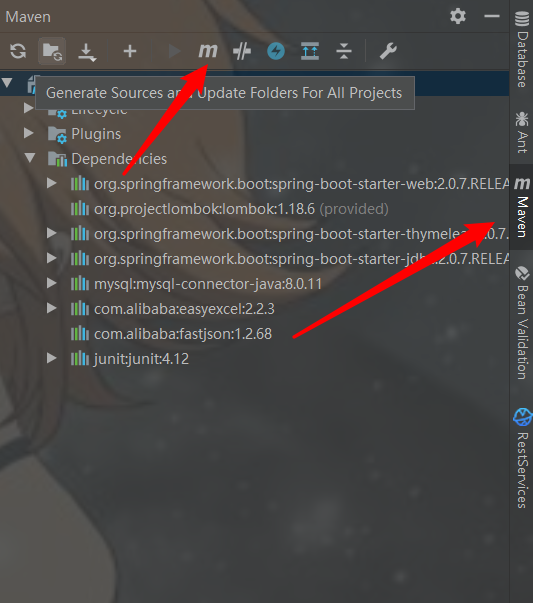 Maven
m
Generate Sources and Update Folders For All Projects
Lifecycle
Plugins
Dependencies
org.springframework.boot:spring-boot-starter-web:2.0.7.RELEA
org.projectlombok:lombok:1.18.6 (provided)
org.springframework.boot:spring-boot-starter-thymeleaf:2.0.7.
org.springframework.boot:spring-boot-starter-jdbc:2.0.7.RELEA
mysql:mysql-connector-java:8.0.11
com.alibaba:easyexcel:2.2.3
com.alibaba:fastjson:1.2.68
junit:junit:4.12
Database
Ant
m Maven
Bean Validation
RestServices